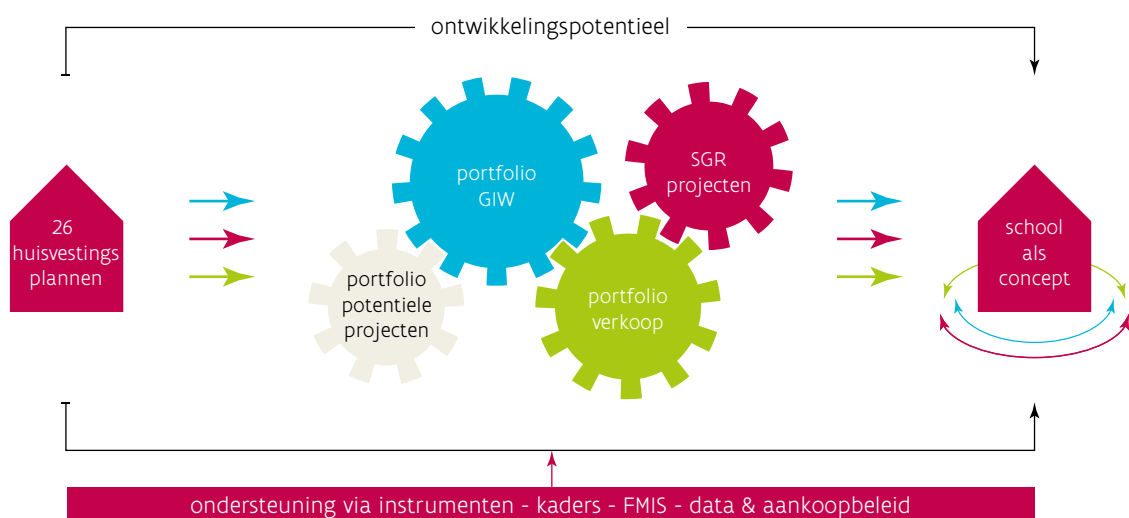 ontwikkelingspotentieel
26
huisvestings
plannen
portfolio
GIW
SGR
projecten
portfolio
potentiele
projecten
portfolio
verkoop
school
als
concept
ondersteuning via instrumenten - kaders - FMIS - data & aankoopbeleid